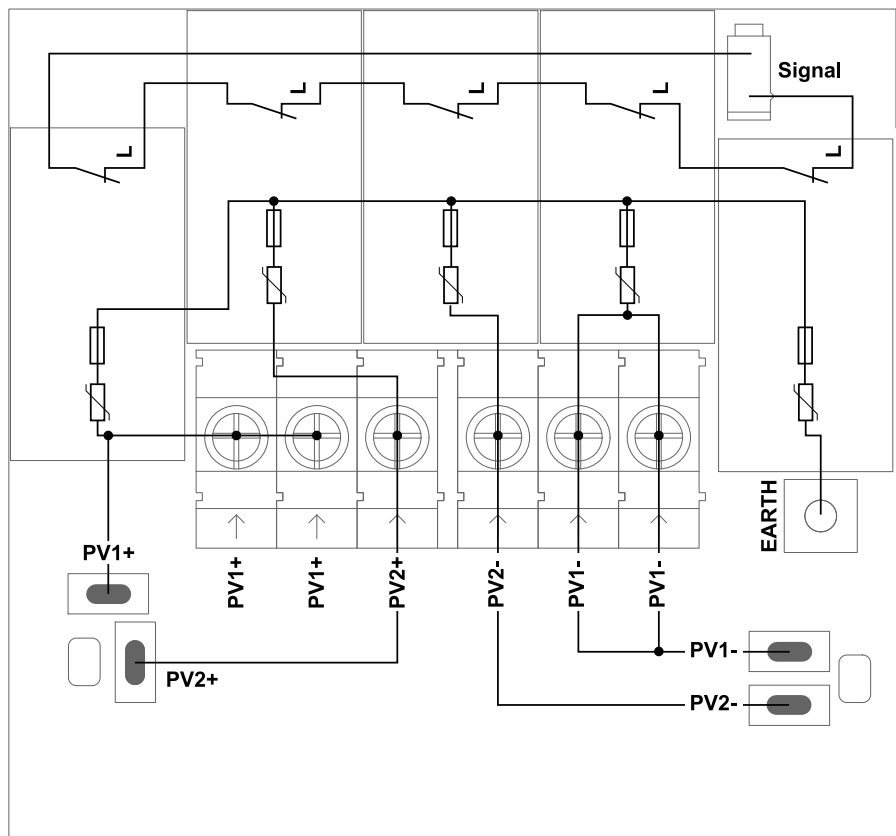 Signal
L
L
L
L
L
EARTH
PV1+
PV1+
PV1+
PV2+
PV2-
PV1-
PV1-
PV1-
PV2+
PV2-